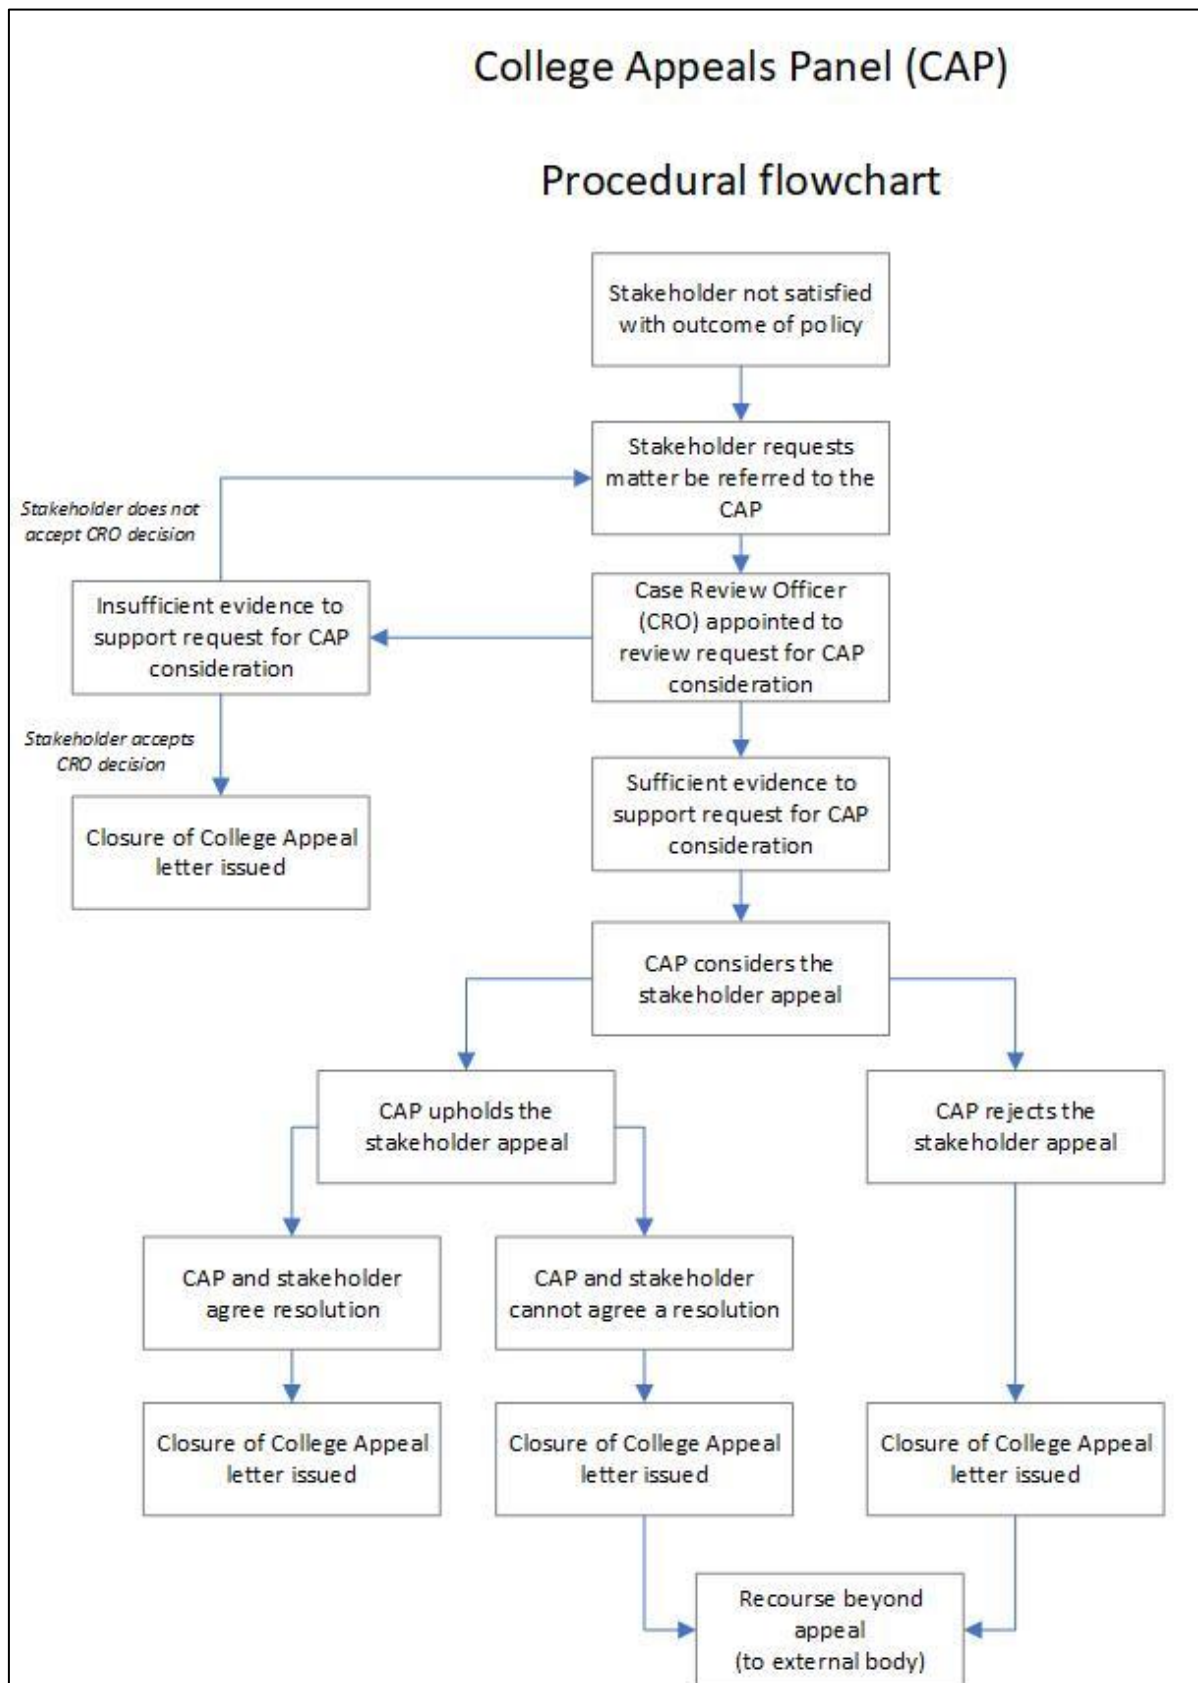 College Appeals Panel (CAP)
Procedural flowchart
Stakeholder not satisfied
with outcome of policy
Stakeholder requests
matter be referred to the
CAP
Stakeholder does not
accept CRO decision
Insufficient evidence to
support request for CAP
consideration
Case Review Officer
(CRO) appointed to
review request for CAP
consideration
Stakeholder accepts
CRO decision
Sufficient evidence to
support request for CAP
consideration
Closure of College Appeal
letter issued
CAP considers the
stakeholder appeal
CAP upholds the
stakeholder appeal
CAP rejects the
stakeholder appeal
CAP and stakeholder
agree resolution
CAP and stakeholder
cannot agree a resolution
Closure of College Appeal
letter issued
Closure of College Appeal
letter issued
Closure of College Appeal
letter issued
Recourse beyond
appeal
(to external body)